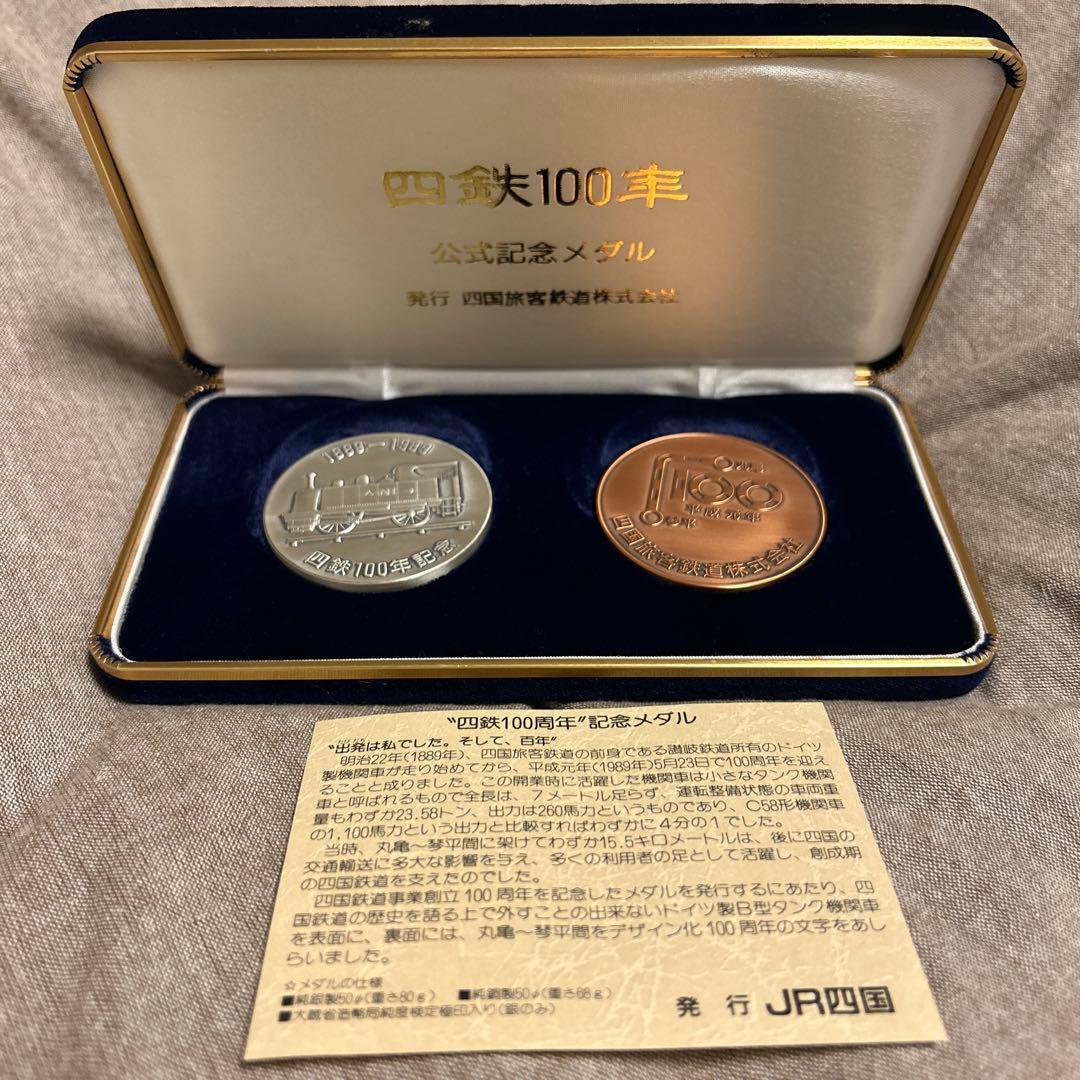 四鉄100年
公式記念メダル
発行 四国旅客鉄道株式会社
1889-1989
四鉄100年記念
100
平成元年
四国旅客鉄道株式会社
"四鉄100周年"記念メダル
"出発は私でした。そして、百年"
明治22年(1889年)、四国旅客鉄道の前身である讃岐鉄道所有のドイツ
製機関車が走り始めてから、平成元年(1989年)5月23日で100周年を迎え
ることと成りました。この開業時に活躍した機関車は小さなタンク機関
車と呼ばれるもので全長は、7メートル足らず、運転整備状態の車両重
量もわずか23.58トン、出力は260馬力というものであり、C58形機関車
の1,100馬力という出力と比較すればわずかに4分の1でした。
当時、丸亀〜琴平間に架けてわずか15.5キロメートルは、後に四国の
交通輸送に多大な影響を与え、多くの利用者の足として活躍し、創成期
の四国鉄道を支えたのでした。
四国鉄道事業創立100周年を記念したメダルを発行するにあたり、四
国鉄道の歴史を語る上で外すことの出来ないドイツ製B型タンク機関車
を表面に、裏面には、丸亀〜琴平間をデザイン化100周年の文字をあし
らいました。
☆メダルの仕様
■純銀製50φ(重さ80g) ■純銅製50φ(重さ68g)
■大蔵省造幣局純度検定極印入り(銀のみ)
発行 JR四国